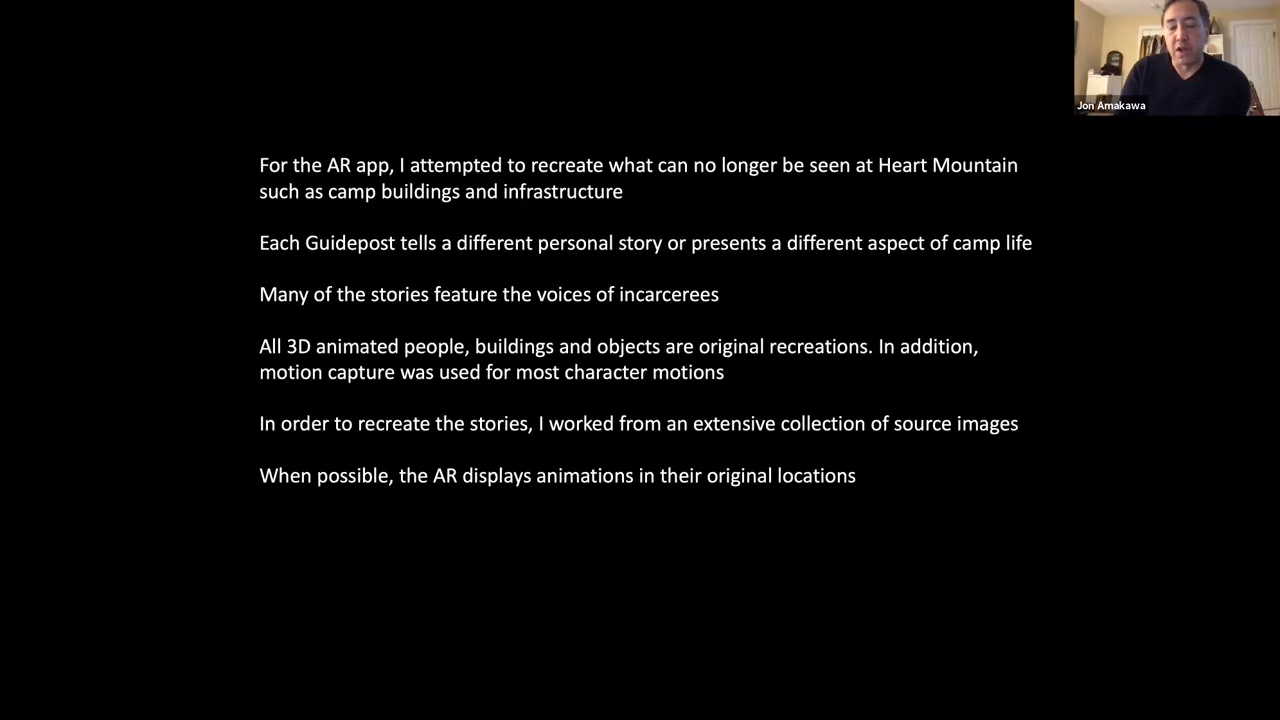 Jon Amakawa
For the AR app, I attempted to recreate what can no longer be seen at Heart Mountain
such as camp buildings and infrastructure
Each Guidepost tells a different personal story or presents a different aspect of camp life
Many of the stories feature the voices of incarcerees
All 3D animated people, buildings and objects are original recreations. In addition,
motion capture was used for most character motions
In order to recreate the stories, I worked from an extensive collection of source images
When possible, the AR displays animations in their original locations